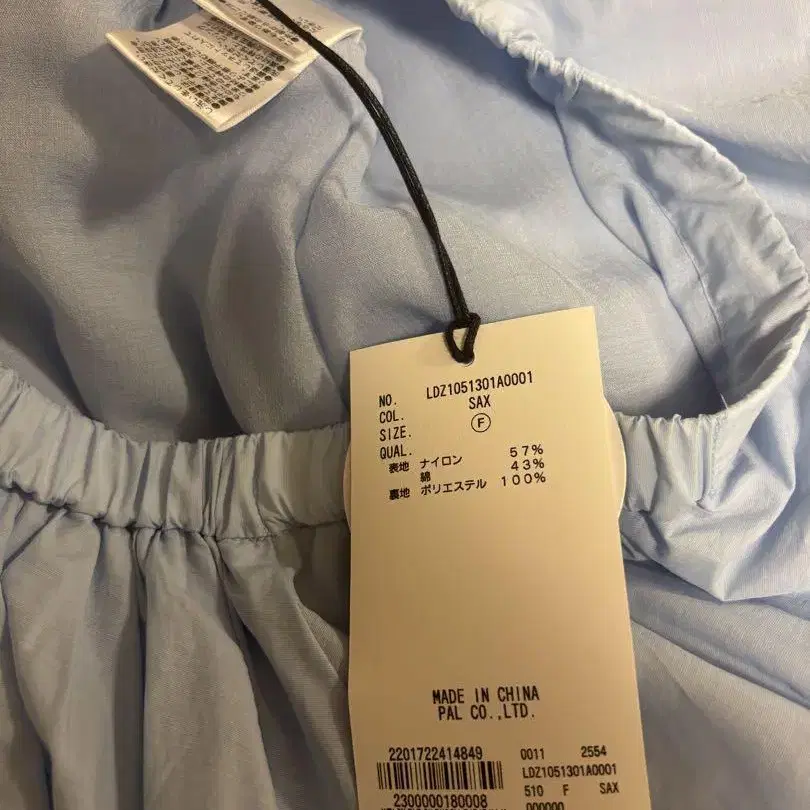 NO. LDZ1051301A0001
COL. SAX
SIZE. F
QUAL.
表地 ナイロン 57%
綿 43%
裏地 ポリエステル 100%
MADE IN CHINA
PAL CO.,LTD.
2201722414849 0011 2554
LDZ1051301A0001
510 F SAX
2300000180008
000000